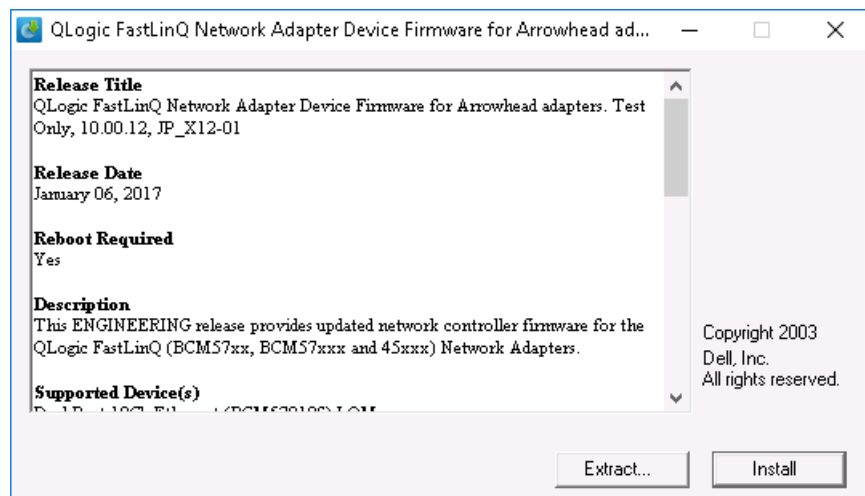 QLogic FastLinQ Network Adapter Device Firmware for Arrowhead ad...
Release Title
QLogic FastLinQ Network Adapter Device Firmware for Arrowhead adapters. Test
Only, 10.00.12, JP_X12-01
Release Date
January 06, 2017
Reboot Required
Yes
Description
This ENGINEERING release provides updated network controller firmware for the
QLogic FastLinQ (BCM57xx, BCM57xxx and 45xxx) Network Adapters.
Supported Device(s)
Copyright 2003
Dell, Inc.
All rights reserved.
Extract...
Install